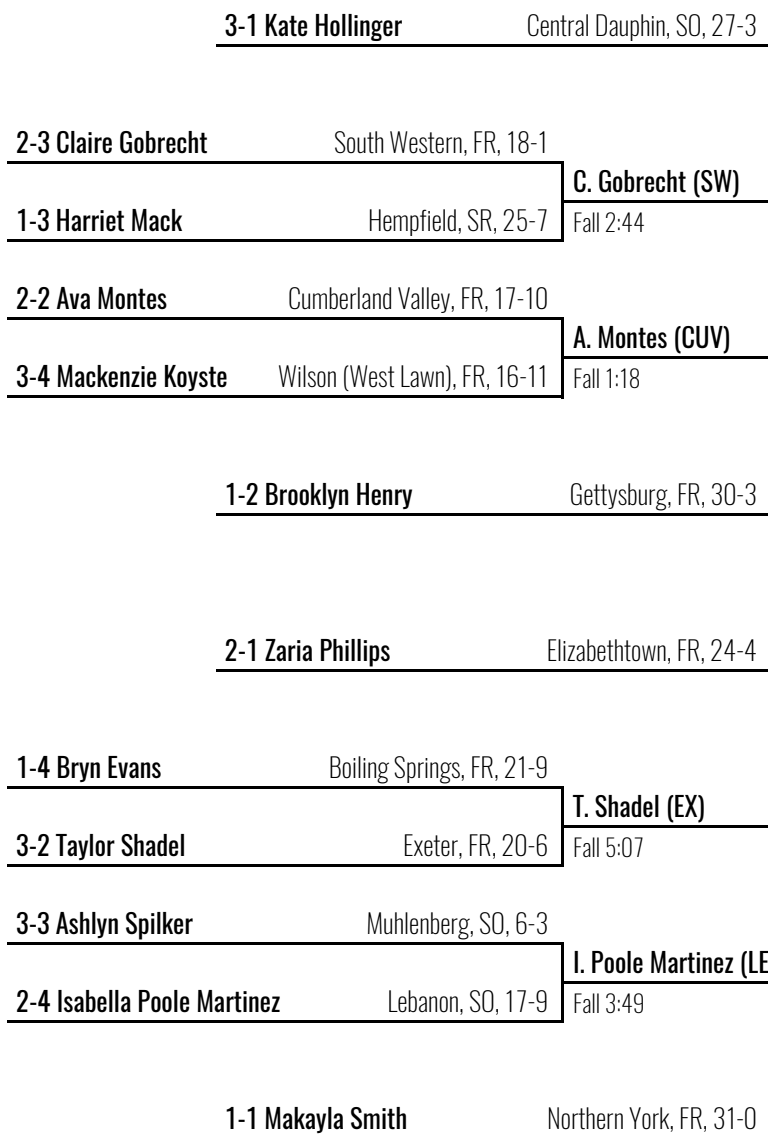 3-1 Kate Hollinger Central Dauphin, SO, 27-3
2-3 Claire Gobrecht South Western, FR, 18-1
C. Gobrecht (SW)
1-3 Harriet Mack Hempfield, SR, 25-7 Fall 2:44
2-2 Ava Montes Cumberland Valley, FR, 17-10
A. Montes (CUV)
3-4 Mackenzie Koyste Wilson (West Lawn), FR, 16-11 Fall 1:18
1-2 Brooklyn Henry Gettysburg, FR, 30-3
2-1 Zaria Phillips Elizabethtown, FR, 24-4
1-4 Bryn Evans Boiling Springs, FR, 21-9
T. Shadel (EX)
3-2 Taylor Shadel Exeter, FR, 20-6 Fall 5:07
3-3 Ashlyn Spilker Muhlenberg, SO, 6-3
I. Poole Martinez (LE
2-4 Isabella Poole Martinez Lebanon, SO, 17-9 Fall 3:49
1-1 Makayla Smith Northern York, FR, 31-0